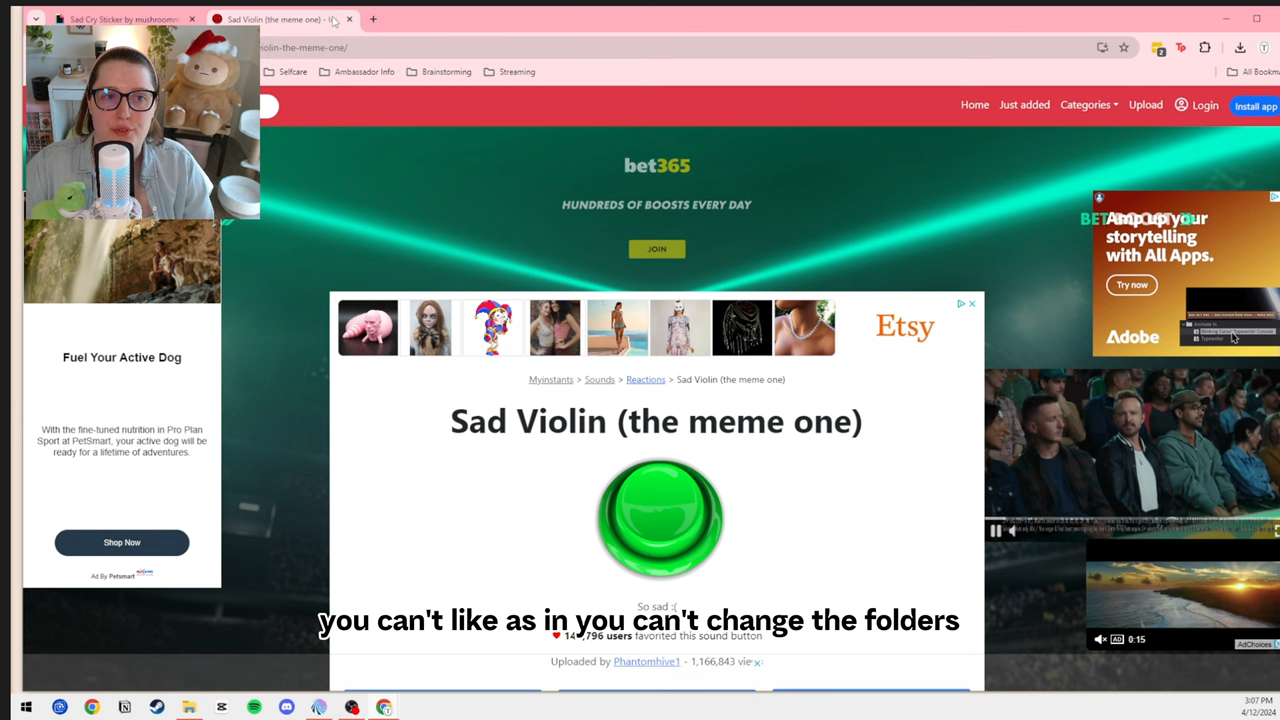 Sad Cry Sticker by mushroomm
Sad Violin (the meme one) - I
violin-the-meme-one/
Selfcare
Ambassador Info
Brainstorming
Streaming
All Bookma
Home
Just added
Categories
Upload
Login
Install app
bet365
HUNDREDS OF BOOSTS EVERY DAY
JOIN
Amp up your
storytelling
with All Apps.
Try now
Adobe
Etsy
Fuel Your Active Dog
With the fine-tuned nutrition in Pro Plan
Sport at PetSmart, your active dog will be
ready for a lifetime of adventures.
Shop Now
Ad By Petsmart
Myinstants > Sounds > Reactions > Sad Violin (the meme one)
Sad Violin (the meme one)
So sad :(
you can't like as in you can't change the folders
users favorited this sound button
Uploaded by Phantomhive1 - 1,166,843 vie
AD 0:15
AdChoices
3:07 PM
4/12/2024